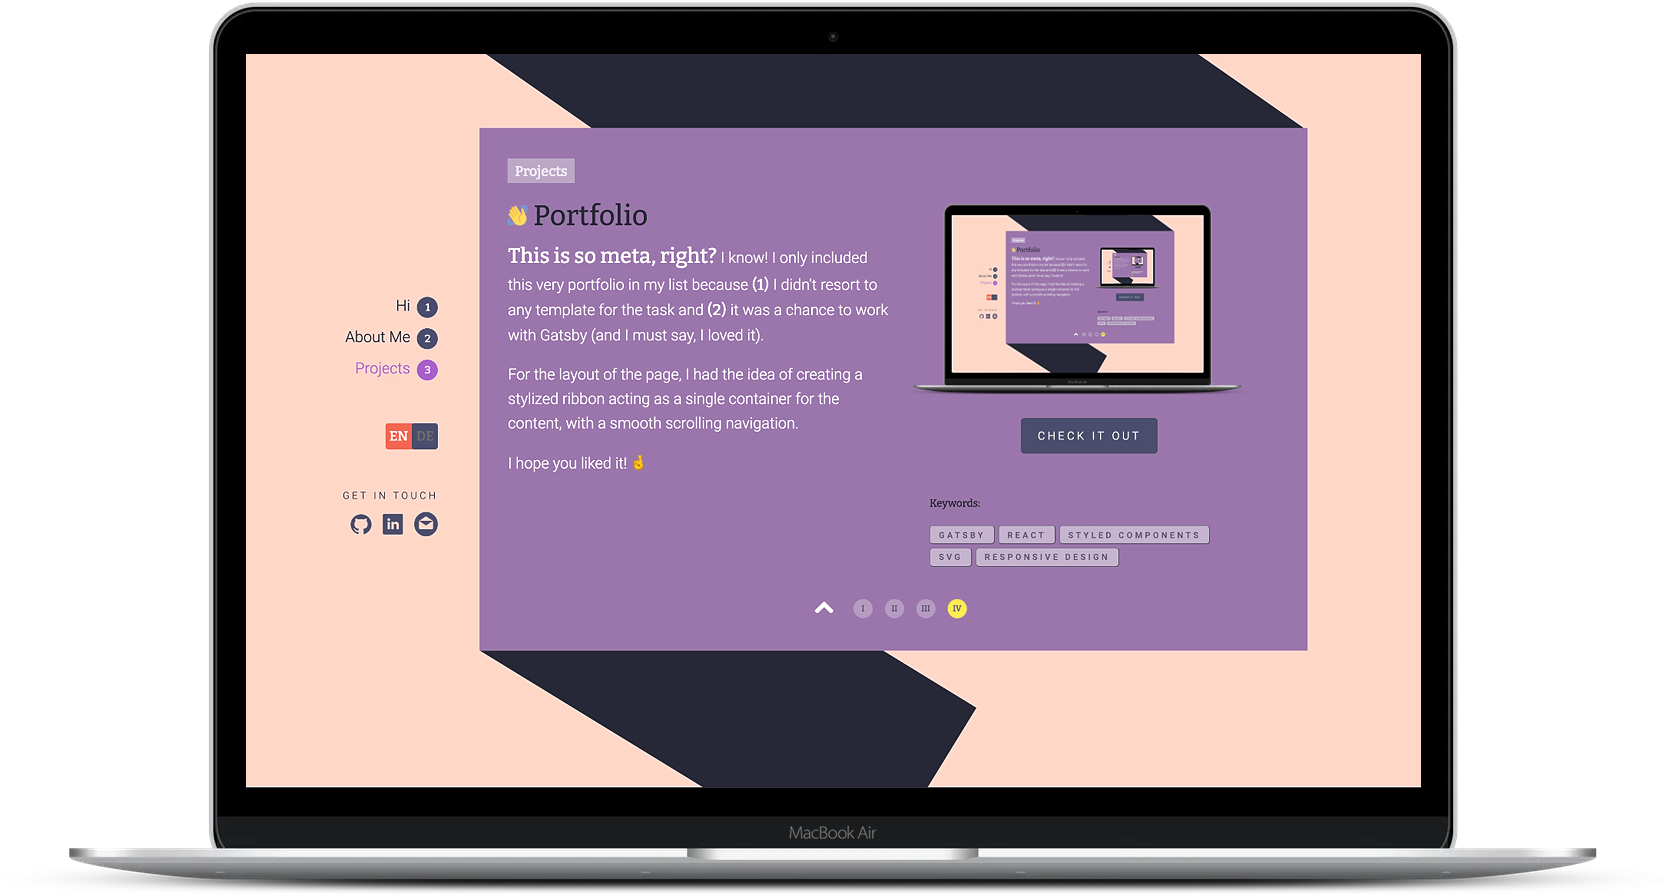 Projects
👋 Portfolio
This is so meta, right? I know! I only included
this very portfolio in my list because (1) I didn't resort to
any template for the task and (2) it was a chance to work
with Gatsby (and I must say, I loved it).
For the layout of the page, I had the idea of creating a
stylized ribbon acting as a single container for the
content, with a smooth scrolling navigation.
I hope you liked it! 🤞
Hi 1
About Me 2
Projects 3
EN DE
GET IN TOUCH
in
CHECK IT OUT
Keywords:
GATSBY REACT STYLED COMPONENTS
SVG RESPONSIVE DESIGN
I II III IV
MacBook Air